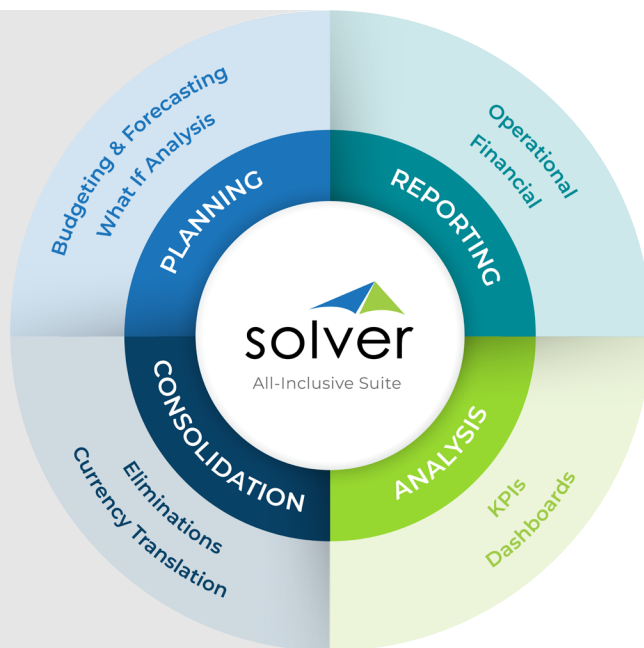 Budgeting & Forecasting
What If Analysis
PLANNING
Operational
Financial
REPORTING
solver
All-Inclusive Suite
CONSOLIDATION
Eliminations
Currency Translation
ANALYSIS
KPIs
Dashboards